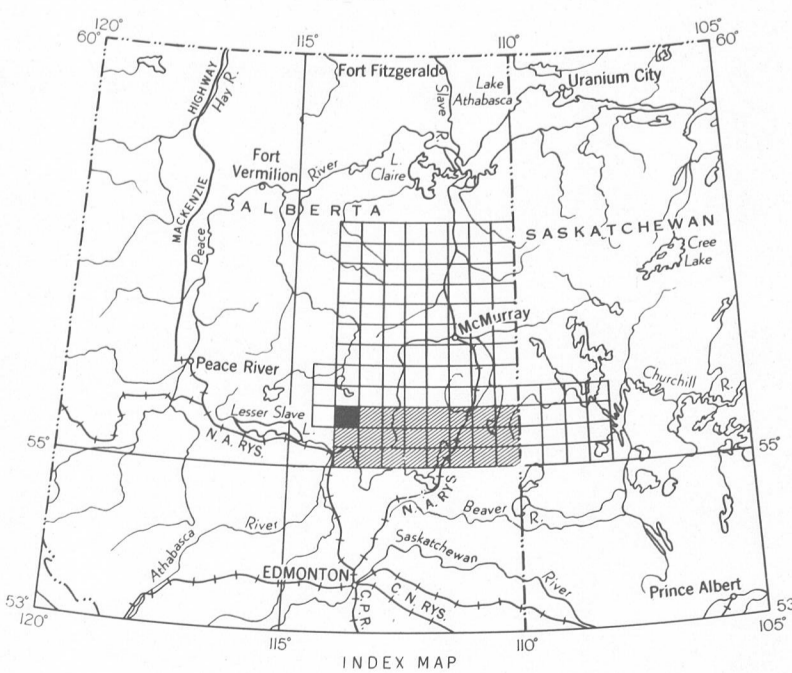 120°
115°
110°
105°
60°
60°
HIGHWAY
Hay R.
Fort Fitzgerald
Slave R.
Lake
Athabasca
Uranium City
Fort
Vermilion
River
L.
Claire
MACKENZIE
Peace
ALBERTA
SASKATCHEWAN
Cree
Lake
McMurray
Peace River
Churchill
R.
Lesser Slave
L.
N. A. RYS.
55°
55°
N. A. RYS.
Beaver
R.
Athabasca
River
Saskatchewan
River
EDMONTON
C. N. RYS.
C.P.R.
Prince Albert
53°
53
120°
115°
110°
105°
INDEX MAP